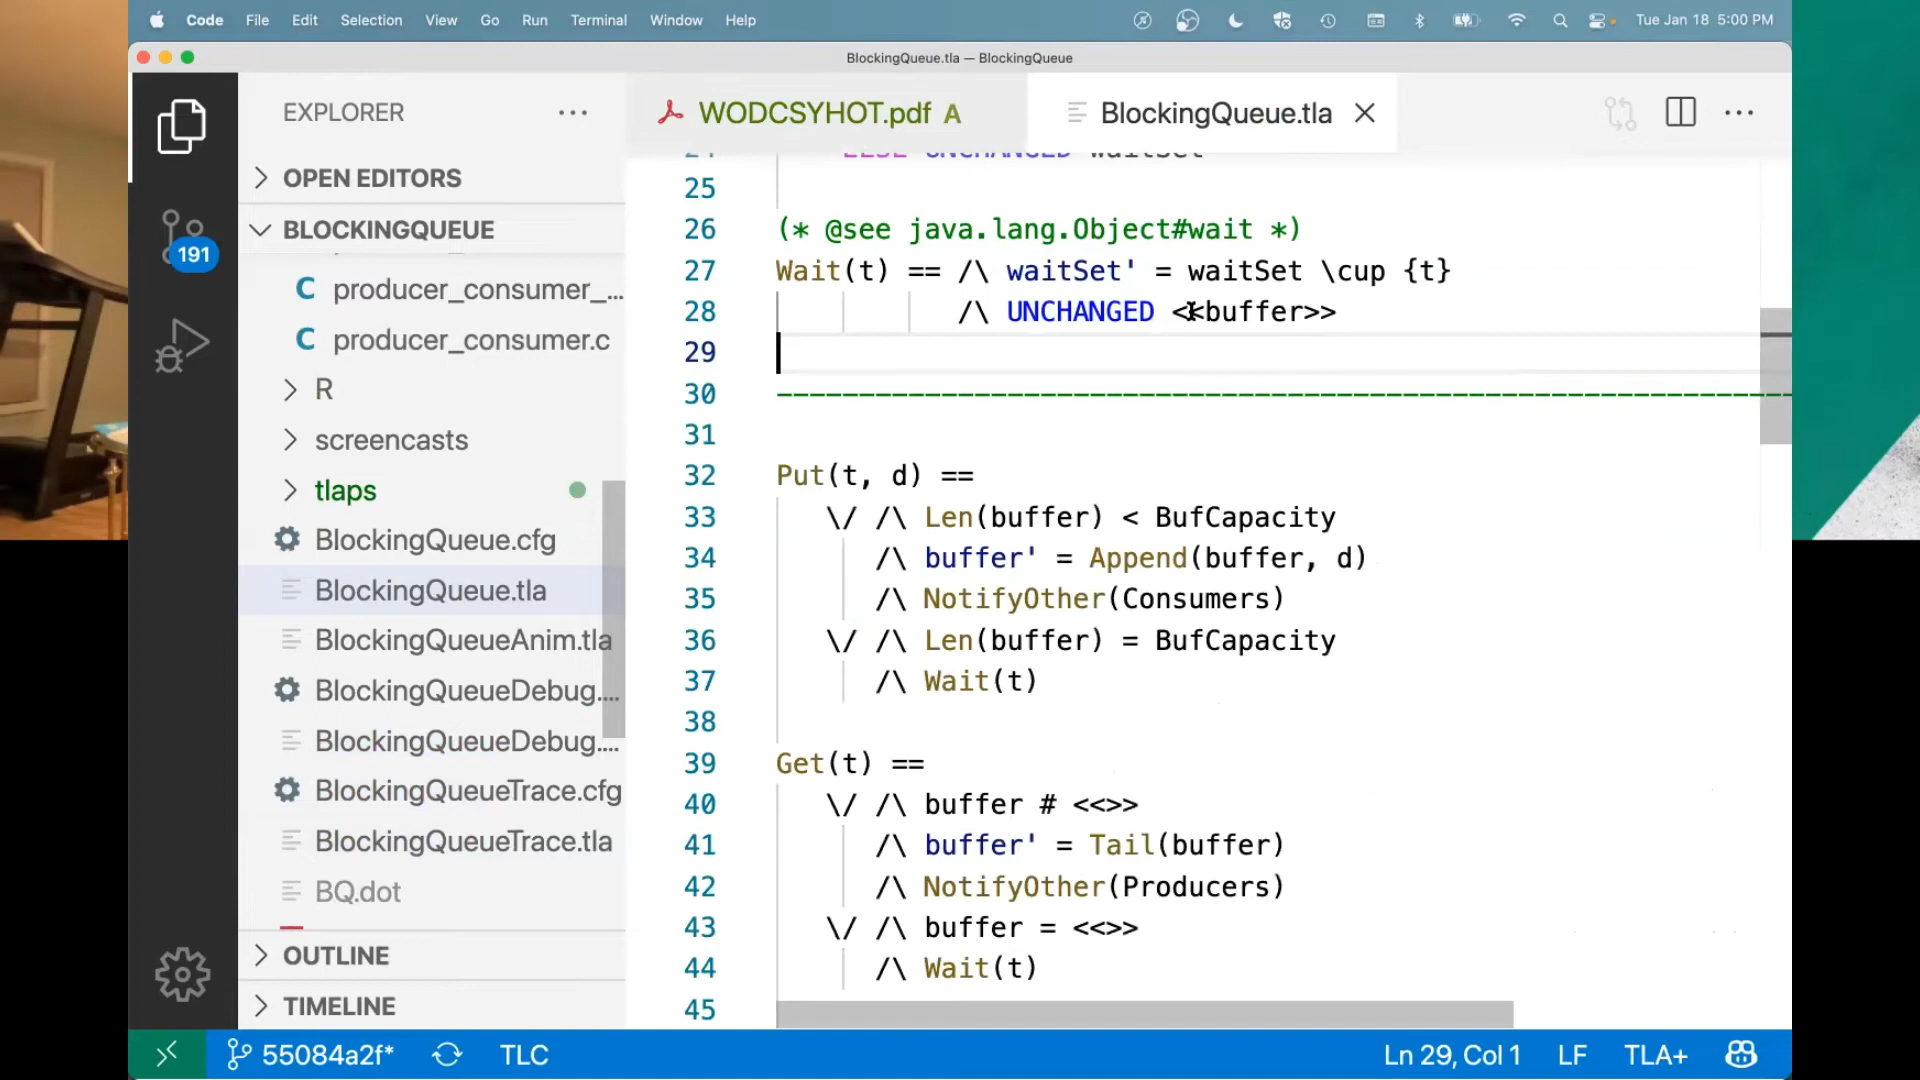 Code File Edit Selection View Go Run Terminal Window Help Tue Jan 18 5:00 PM
BlockingQueue.tla — BlockingQueue
EXPLORER
OPEN EDITORS
BLOCKINGQUEUE
producer_consumer_...
producer_consumer.c
R
screencasts
tlaps
BlockingQueue.cfg
BlockingQueue.tla
BlockingQueueAnim.tla
BlockingQueueDebug....
BlockingQueueDebug....
BlockingQueueTrace.cfg
BlockingQueueTrace.tla
BQ.dot
OUTLINE
TIMELINE
191
WODCSYHOT.pdf A
BlockingQueue.tla
24 ELSE UNCHANGED waitSet
25
26 (* @see java.lang.Object#wait *)
27 Wait(t) == /\ waitSet' = waitSet \cup {t}
28 /\ UNCHANGED <<buffer>>
29
30 --------------------------------------------------------------
31
32 Put(t, d) ==
33 \/ /\ Len(buffer) < BufCapacity
34 /\ buffer' = Append(buffer, d)
35 /\ NotifyOther(Consumers)
36 \/ /\ Len(buffer) = BufCapacity
37 /\ Wait(t)
38
39 Get(t) ==
40 \/ /\ buffer # <<>>
41 /\ buffer' = Tail(buffer)
42 /\ NotifyOther(Producers)
43 \/ /\ buffer = <<>>
44 /\ Wait(t)
45
55084a2f* TLC Ln 29, Col 1 LF TLA+